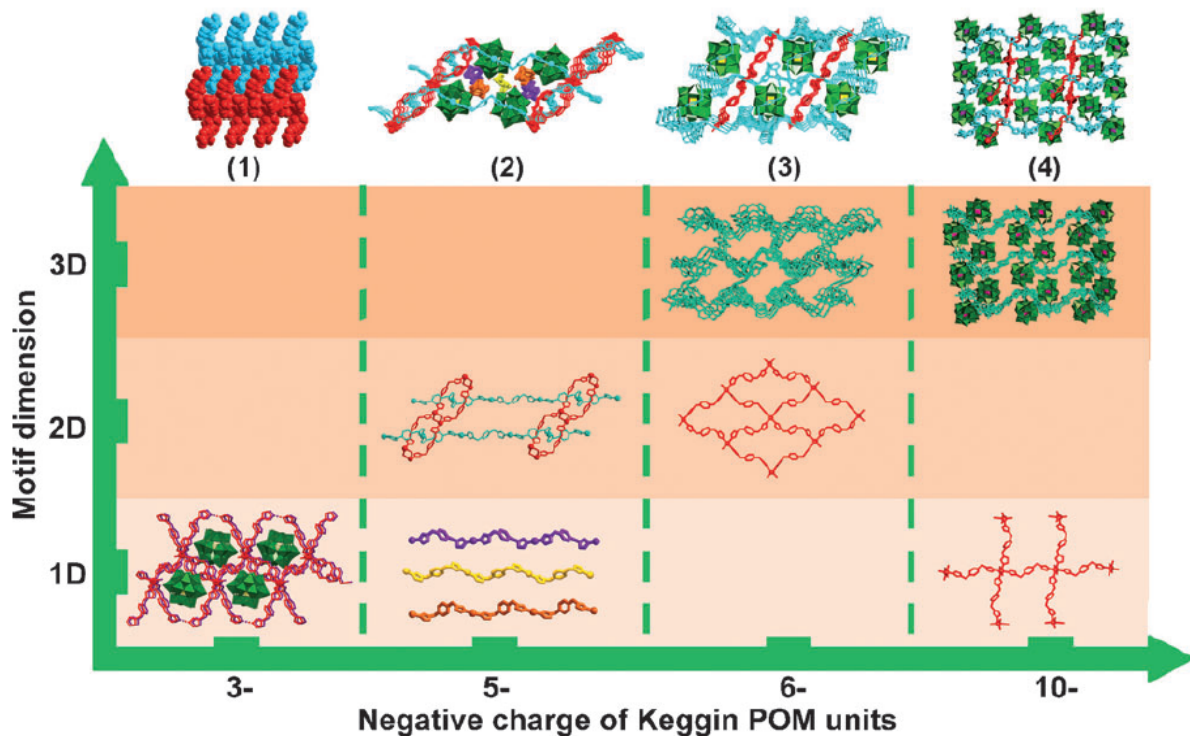 (1) (2) (3) (4)
3D
2D
1D
Motif dimension
3- 5- 6- 10-
Negative charge of Keggin POM units